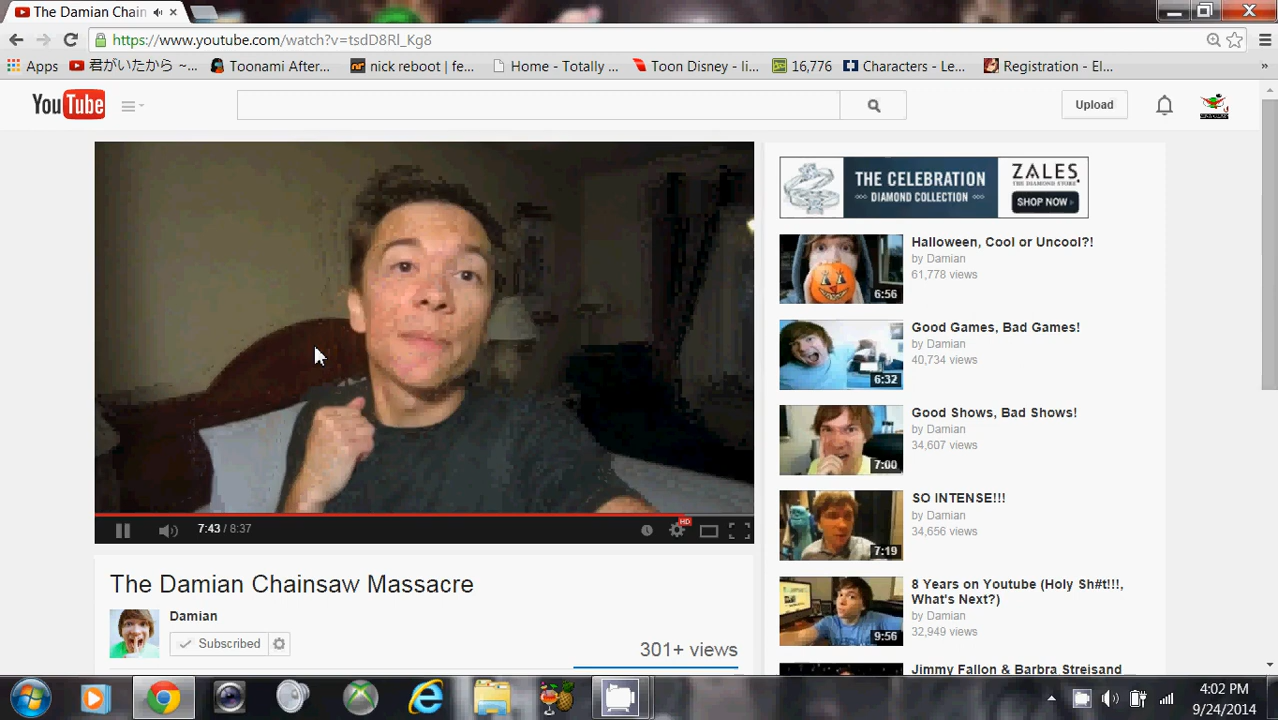 The Damian Chain
https://www.youtube.com/watch?v=tsdD8Rl_Kg8
Apps 君がいたから ~... Toonami After... nick reboot | fe... Home - Totally ... Toon Disney - li... 16,776 Characters - Le... Registration - El... »
YouTube Upload
THE CELEBRATION
DIAMOND COLLECTION
ZALES
THE DIAMOND STORE
SHOP NOW
Halloween, Cool or Uncool?!
by Damian
61,778 views
6:56
Good Games, Bad Games!
by Damian
40,734 views
6:32
Good Shows, Bad Shows!
by Damian
34,607 views
7:00
SO INTENSE!!!
by Damian
34,656 views
7:19
8 Years on Youtube (Holy Sh#t!!!,
What's Next?)
by Damian
32,949 views
9:56
Jimmy Fallon & Barbra Streisand
7:43 / 8:37 HD
The Damian Chainsaw Massacre
Damian
Subscribed
301+ views
4:02 PM
9/24/2014